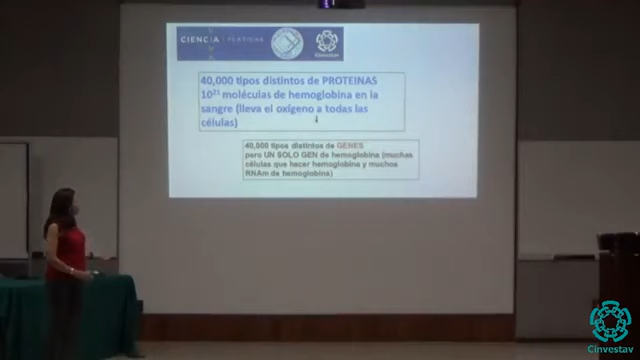 CIENCIA | PLATICAS
Cinvestav
40,000 tipos distintos de PROTEINAS
10²¹ moléculas de hemoglobina en la
sangre (lleva el oxígeno a todas las
células)
40,000 tipos distintos de GENES
pero UN SOLO GEN de hemoglobina (muchas
células que hacer hemoglobina y muchos
RNAm de hemoglobina)
Cinvestav